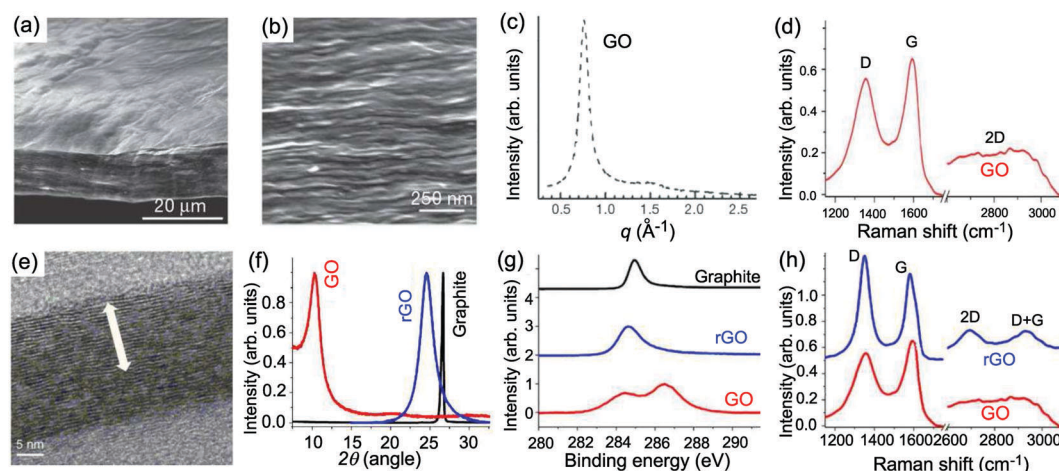 (a)
20 μm
(b)
250 nm
(c)
GO
Intensity (arb. units)
0.5 1.0 1.5 2.0 2.5
q (Å-1)
(d)
D
G
2D
GO
Intensity (arb. units)
0.6
0.4
0.2
0.0
1200 1400 1600 2800 3000
Raman shift (cm-1)
(e)
5 nm
(f)
GO
rGO
Graphite
Intensity (arb. units)
0.8
0.6
0.4
0.2
0.0
10 15 20 25 30
2θ (angle)
(g)
Graphite
rGO
GO
Intensity (arb. units)
4
2
0
280 282 284 286 288 290
Binding energy (eV)
(h)
D
G
2D
D+G
rGO
GO
Intensity (arb. units)
1.2
1.0
0.8
0.6
0.4
0.2
0.0
1200 1400 1600 2600 2800 3000
Raman shift (cm-1)